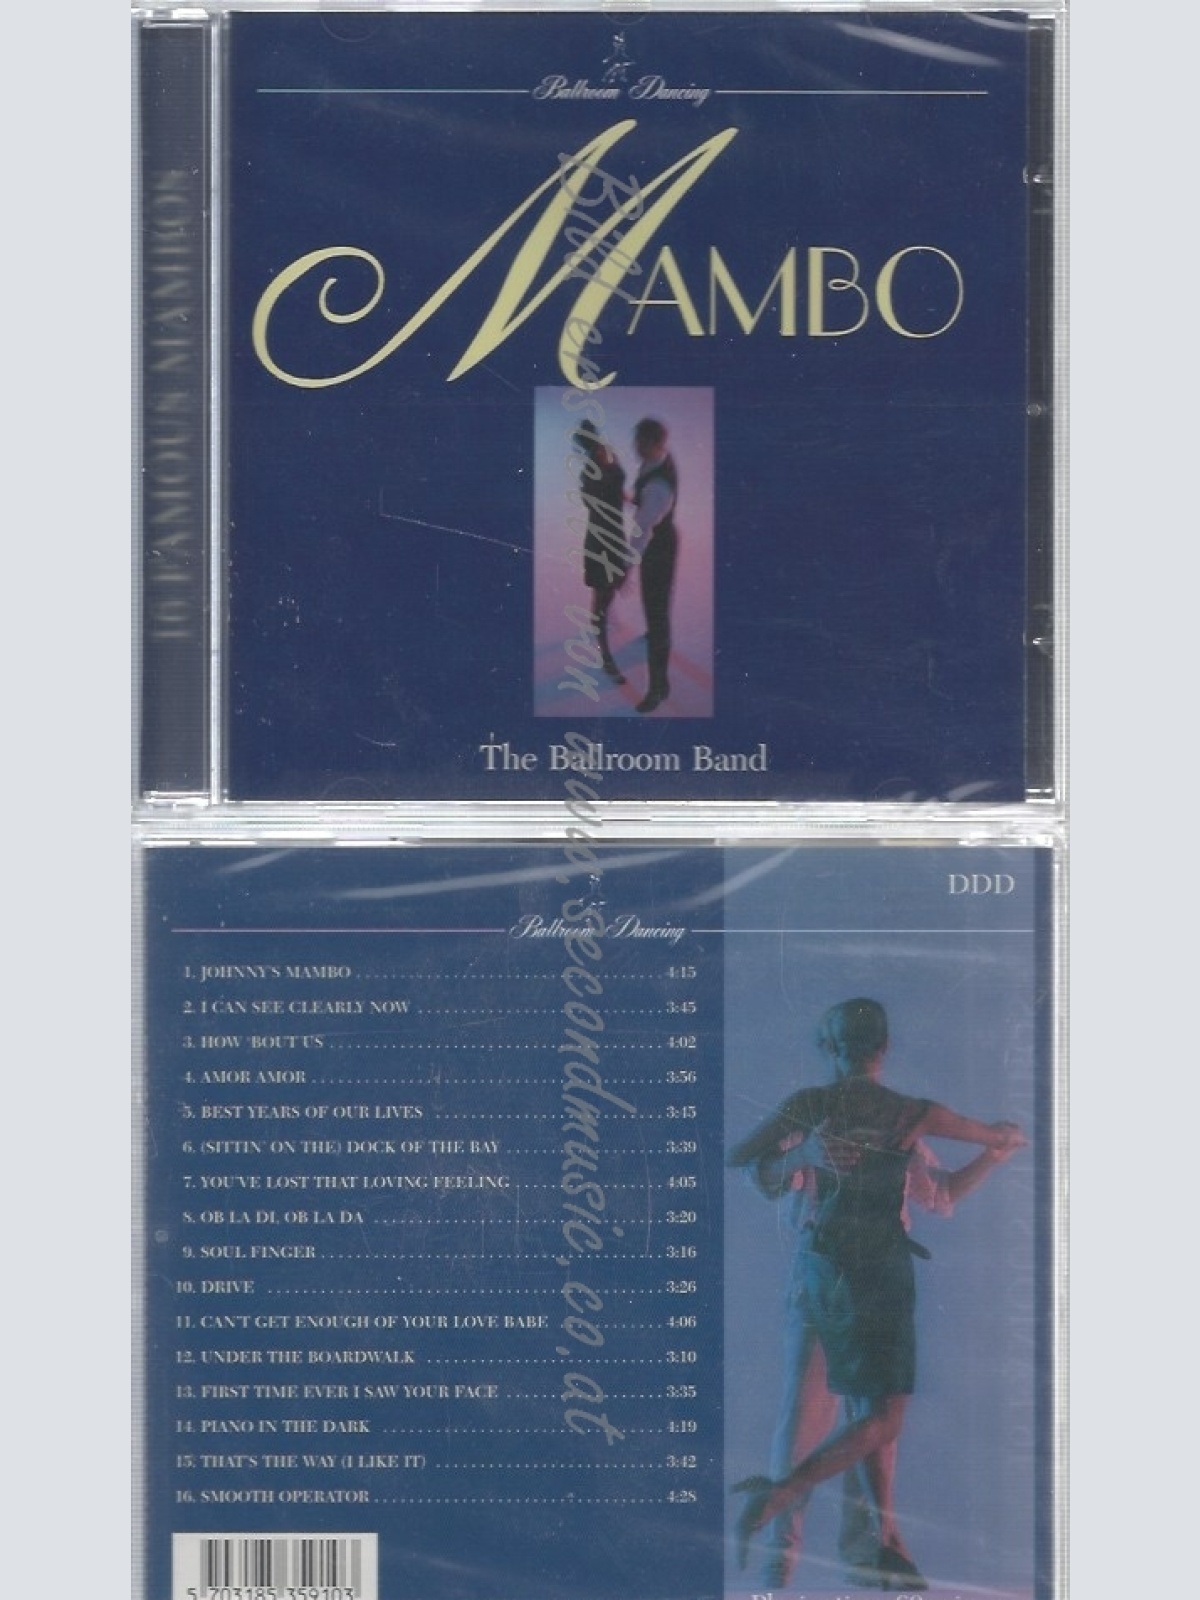 Ballroom Dancing
MAMBO
16 FAMOUS MAMBOS
The Ballroom Band
Bild erstellt von www.secondmusic.co.at
DDD
Ballroom Dancing
1. JOHNNY'S MAMBO 4:15
2. I CAN SEE CLEARLY NOW 3:45
3. HOW 'BOUT US 4:02
4. AMOR AMOR 3:56
5. BEST YEARS OF OUR LIVES 3:45
6. (SITTIN' ON THE) DOCK OF THE BAY 3:39
7. YOU'VE LOST THAT LOVING FEELING 4:05
8. OB LA DI, OB LA DA 3:20
9. SOUL FINGER 3:16
10. DRIVE 3:26
11. CAN'T GET ENOUGH OF YOUR LOVE BABE 4:06
12. UNDER THE BOARDWALK 3:10
13. FIRST TIME EVER I SAW YOUR FACE 3:35
14. PIANO IN THE DARK 4:19
15. THAT'S THE WAY (I LIKE IT) 3:42
16. SMOOTH OPERATOR 4:28
5 703185 359103